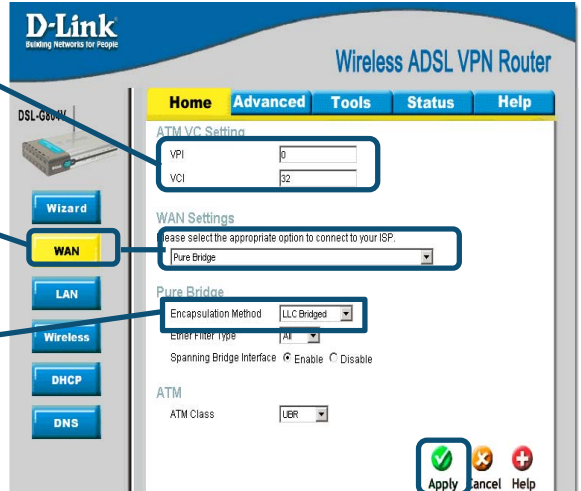 D-Link
Building Networks for People
Wireless ADSL VPN Router
DSL-G804V
Home Advanced Tools Status Help
ATM VC Setting
VPI 0
VCI 32
Wizard
WAN
LAN
Wireless
DHCP
DNS
WAN Settings
Please select the appropriate option to connect to your ISP.
Pure Bridge
Pure Bridge
Encapsulation Method LLC Bridged
Ether Filter Type All
Spanning Bridge Interface Enable Disable
ATM
ATM Class UBR
Apply Cancel Help